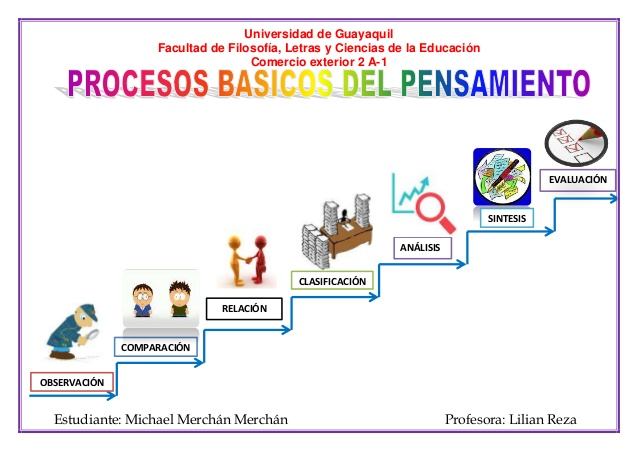 Universidad de Guayaquil
Facultad de Filosofía, Letras y Ciencias de la Educación
Comercio exterior 2 A-1
PROCESOS BASICOS DEL PENSAMIENTO
EVALUACIÓN
SINTESIS
ANÁLISIS
CLASIFICACIÓN
RELACIÓN
COMPARACIÓN
OBSERVACIÓN
Estudiante: Michael Merchán Merchán
Profesora: Lilian Reza